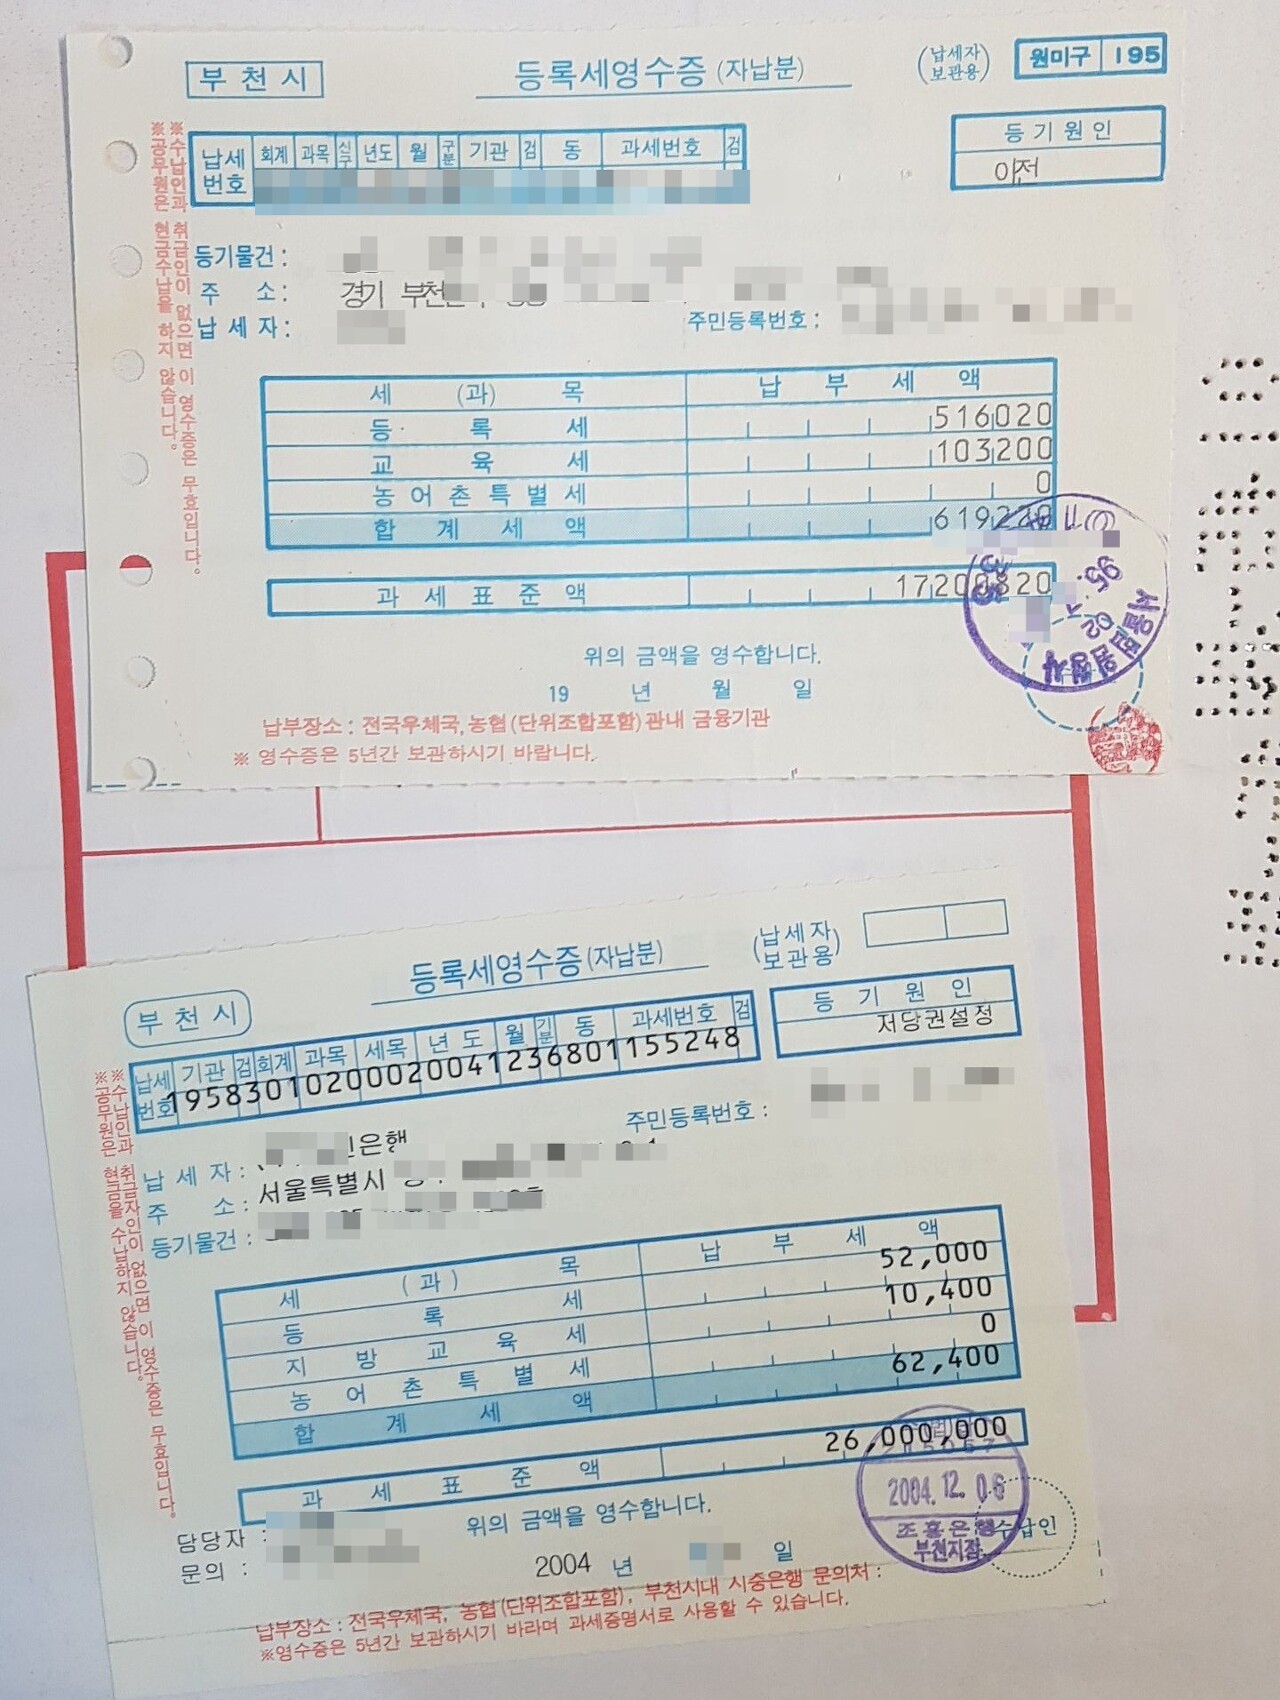 부천시
등록세영수증(자납분)
(납세자 보관용)
원미구 195
납세번호 회계 과목 신구 년도 월 구분 기관 검 동 과세번호 검
등기원인
이전
※수납인과 취급인이 없으면 이 영수증은 무효입니다.
※공무원은 현금수납을 하지 않습니다.
등기물건 :
주 소 : 경기 부천
납세자 :
주민등록번호 :
세 (과) 목 납 부 세 액
등 록 세 516020
교 육 세 103200
농어촌특별세 0
합 계 세 액 619220
과 세 표 준 액 17200820
위의 금액을 영수합니다.
19 년 월 일
납부장소 : 전국우체국, 농협(단위조합포함) 관내 금융기관
※ 영수증은 5년간 보관하시기 바랍니다.
95. 02
부천시
등록세영수증(자납분)
(납세자 보관용)
등 기 원 인
저당권설정
납세번호 기관 검 회계 과목 세목 년도 월 기분 동 과세번호 검
19583010200020041236801155248
※수납인과 취급자인이 없으면 이 영수증은 무효입니다.
※공무원은 현금을 수납하지 않습니다.
주민등록번호 :
납세자 : 은행
주 소 : 서울특별시
등기물건 :
세 (과) 목 납 부 세 액
등 록 세 52,000
지 방 교 육 세 10,400
농 어 촌 특 별 세 0
합 계 세 액 62,400
과 세 표 준 액 26,000,000
위의 금액을 영수합니다.
담당자 :
문의 :
2004 년 일
2004.12.06
조흥은행
부천지점
수납인
납부장소 : 전국우체국, 농협(단위조합포함), 부천시내 시중은행 문의처 :
※영수증은 5년간 보관하시기 바라며 과세증명서로 사용할 수 있습니다.